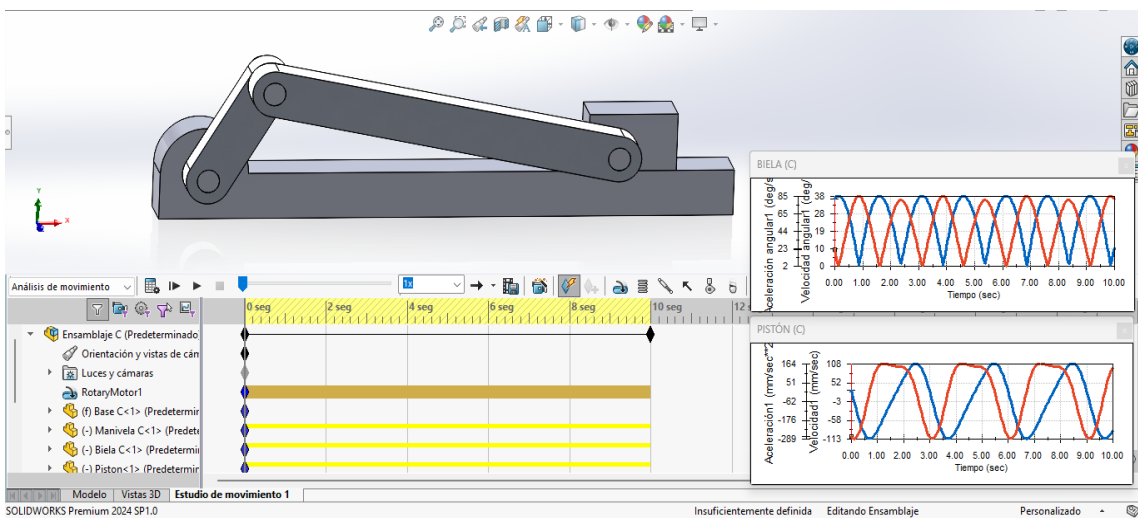 BIELA (C)
Aceleración angular1 (deg/s
85
65
44
23
2
Velocidad angular1 (deg/
38
28
19
10
0
0.00 1.00 2.00 3.00 4.00 5.00 6.00 7.00 8.00 9.00 10.00
Tiempo (sec)
Y
X
Análisis de movimiento
1x
0 seg 2 seg 4 seg 6 seg 8 seg 10 seg 12
Ensamblaje C (Predeterminado
Orientación y vistas de cám
Luces y cámaras
RotaryMotor1
(f) Base C<1> (Predetermir
(-) Manivela C<1> (Predete
(-) Biela C<1> (Predetermi
(-) Piston<1> (Predetermin
PISTÓN (C)
Aceleración1 (mm/sec**2
164
51
-62
-176
-289
Velocidad1 (mm/sec)
108
52
-3
-58
-113
0.00 1.00 2.00 3.00 4.00 5.00 6.00 7.00 8.00 9.00 10.00
Tiempo (sec)
Modelo Vistas 3D Estudio de movimiento 1
SOLIDWORKS Premium 2024 SP1.0 Insuficientemente definida Editando Ensamblaje Personalizado